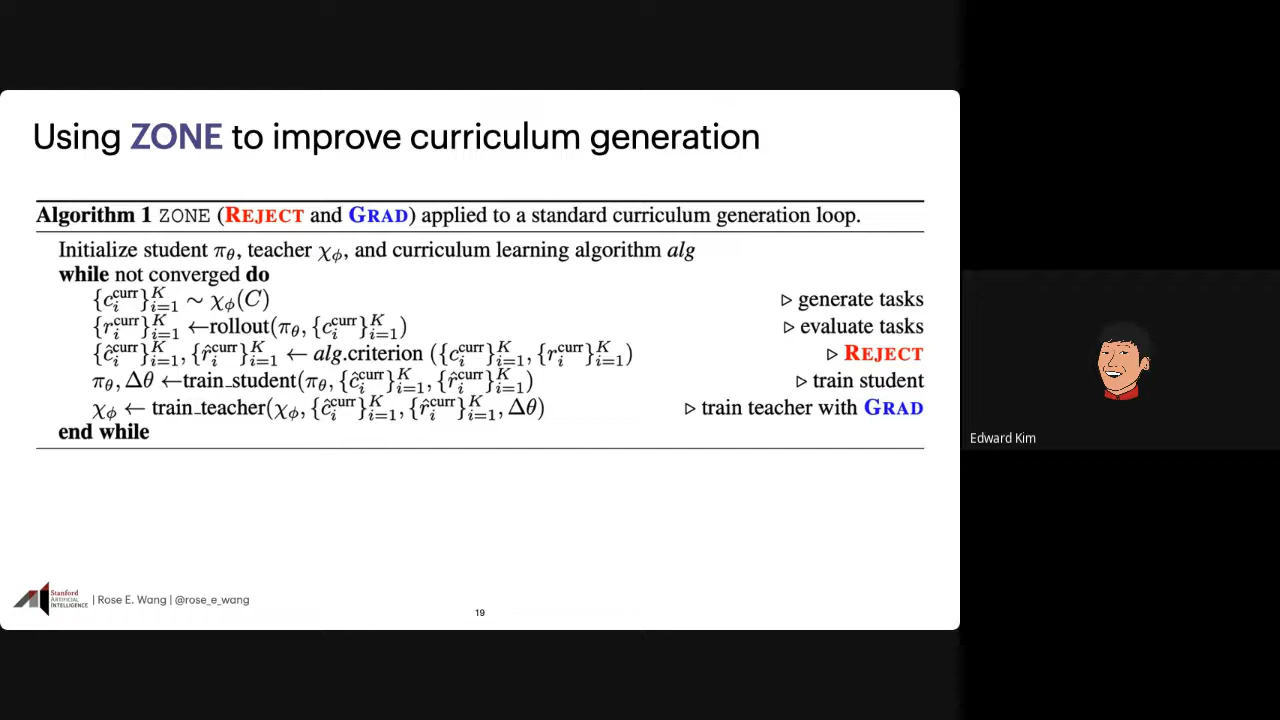 Using ZONE to improve curriculum generation
Algorithm 1 ZONE (REJECT and GRAD) applied to a standard curriculum generation loop.
Initialize student π_θ, teacher χ_ϕ, and curriculum learning algorithm alg
while not converged do
{c_i^curr}_{i=1}^K ∼ χ_ϕ(C) ▷ generate tasks
{r_i^curr}_{i=1}^K ←rollout(π_θ, {c_i^curr}_{i=1}^K) ▷ evaluate tasks
{ĉ_i^curr}_{i=1}^K, {r̂_i^curr}_{i=1}^K ← alg.criterion ({c_i^curr}_{i=1}^K, {r_i^curr}_{i=1}^K) ▷ REJECT
π_θ, Δθ ←train_student(π_θ, {ĉ_i^curr}_{i=1}^K, {r̂_i^curr}_{i=1}^K) ▷ train student
χ_ϕ ← train_teacher(χ_ϕ, {ĉ_i^curr}_{i=1}^K, {r̂_i^curr}_{i=1}^K, Δθ) ▷ train teacher with GRAD
end while
Edward Kim
Stanford
ARTIFICIAL
INTELLIGENCE
| Rose E. Wang | @rose_e_wang
19